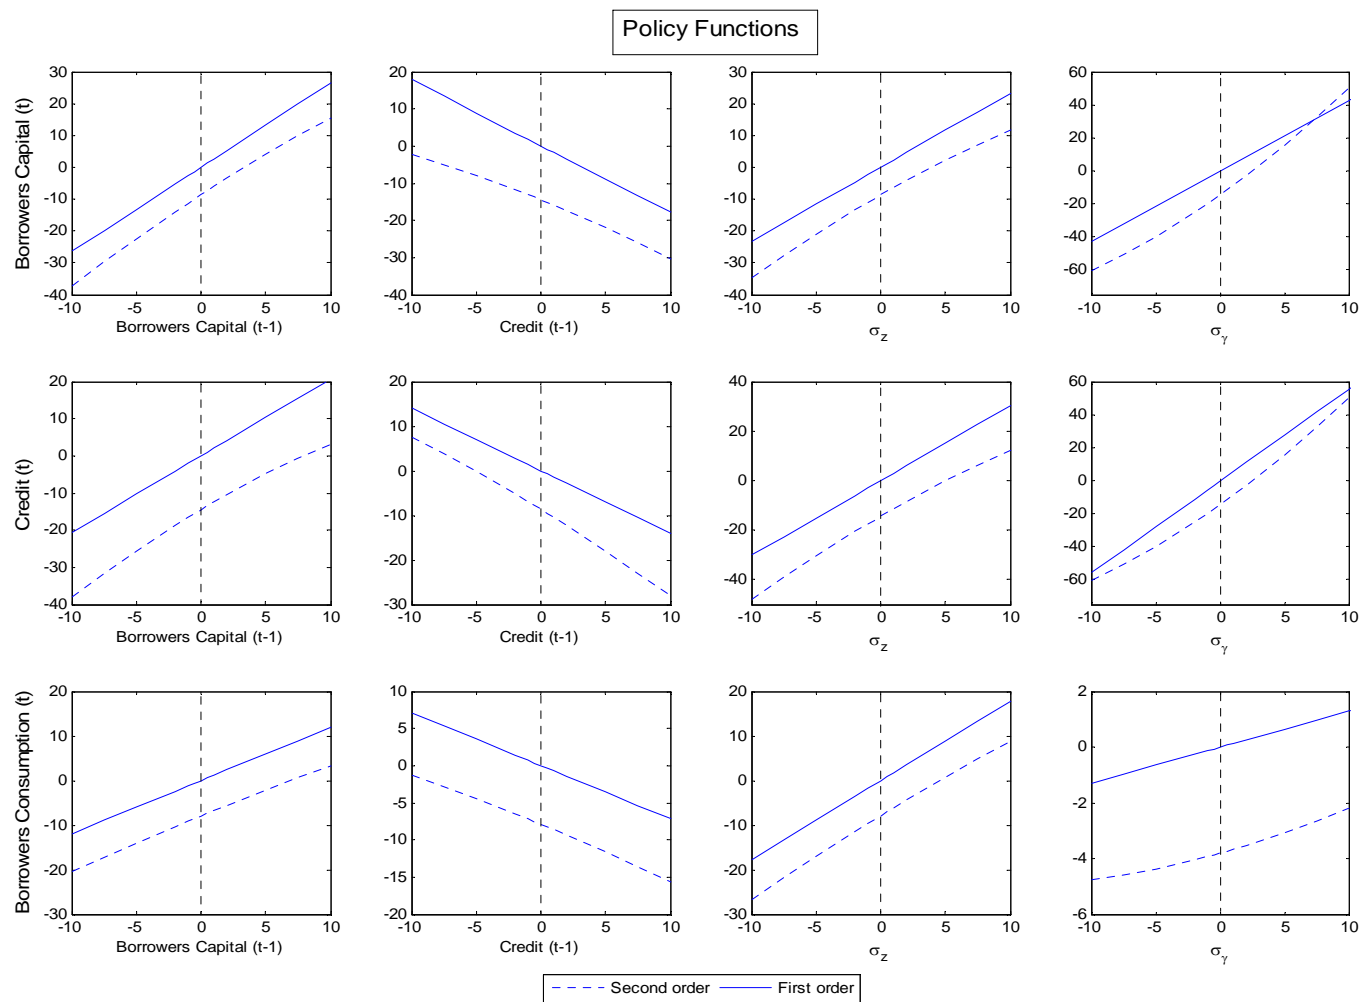 Policy Functions
30
20
10
0
-10
-20
-30
-40
-10 -5 0 5 10
Borrowers Capital (t)
Borrowers Capital (t-1)
20
10
0
-10
-20
-30
-40
-10 -5 0 5 10
Credit (t-1)
30
20
10
0
-10
-20
-30
-40
-10 -5 0 5 10
σz
60
40
20
0
-20
-40
-60
-10 -5 0 5 10
σγ
20
10
0
-10
-20
-30
-40
-10 -5 0 5 10
Credit (t)
Borrowers Capital (t-1)
20
10
0
-10
-20
-30
-10 -5 0 5 10
Credit (t-1)
40
20
0
-20
-40
-10 -5 0 5 10
σz
60
40
20
0
-20
-40
-60
-10 -5 0 5 10
σγ
20
10
0
-10
-20
-30
-10 -5 0 5 10
Borrowers Consumption (t)
Borrowers Capital (t-1)
10
5
0
-5
-10
-15
-20
-10 -5 0 5 10
Credit (t-1)
20
10
0
-10
-20
-30
-10 -5 0 5 10
σz
2
0
-2
-4
-6
-10 -5 0 5 10
σγ
Second order First order